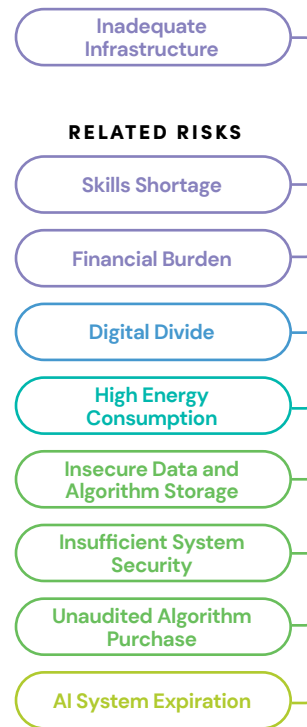 Inadequate
Infrastructure
RELATED RISKS
Skills Shortage
Financial Burden
Digital Divide
High Energy
Consumption
Insecure Data and
Algorithm Storage
Insufficient System
Security
Unaudited Algorithm
Purchase
AI System Expiration